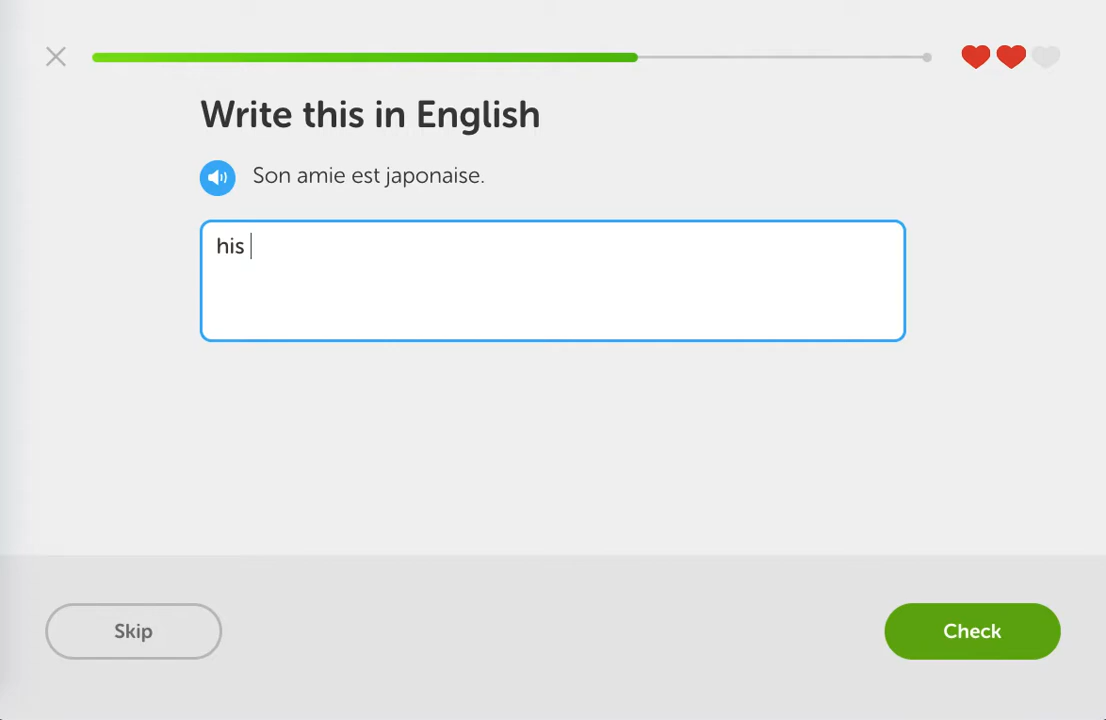 Write this in English
Son amie est japonaise.
his
Skip
Check